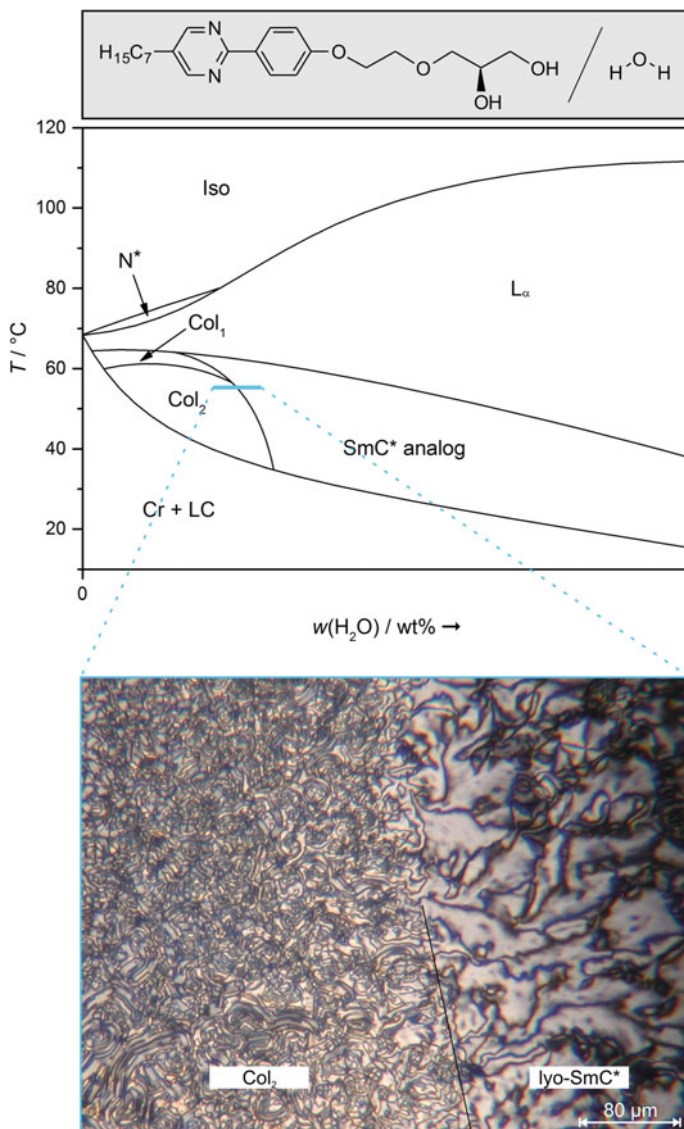 H₁₅C₇ N N O O OH OH / H O H
120
Iso
100
N*
80
Lα
T / °C
Col₁
60
Col₂
SmC* analog
40
Cr + LC
20
0
w(H₂O) / wt% →
Col₂
lyo-SmC*
80 µm